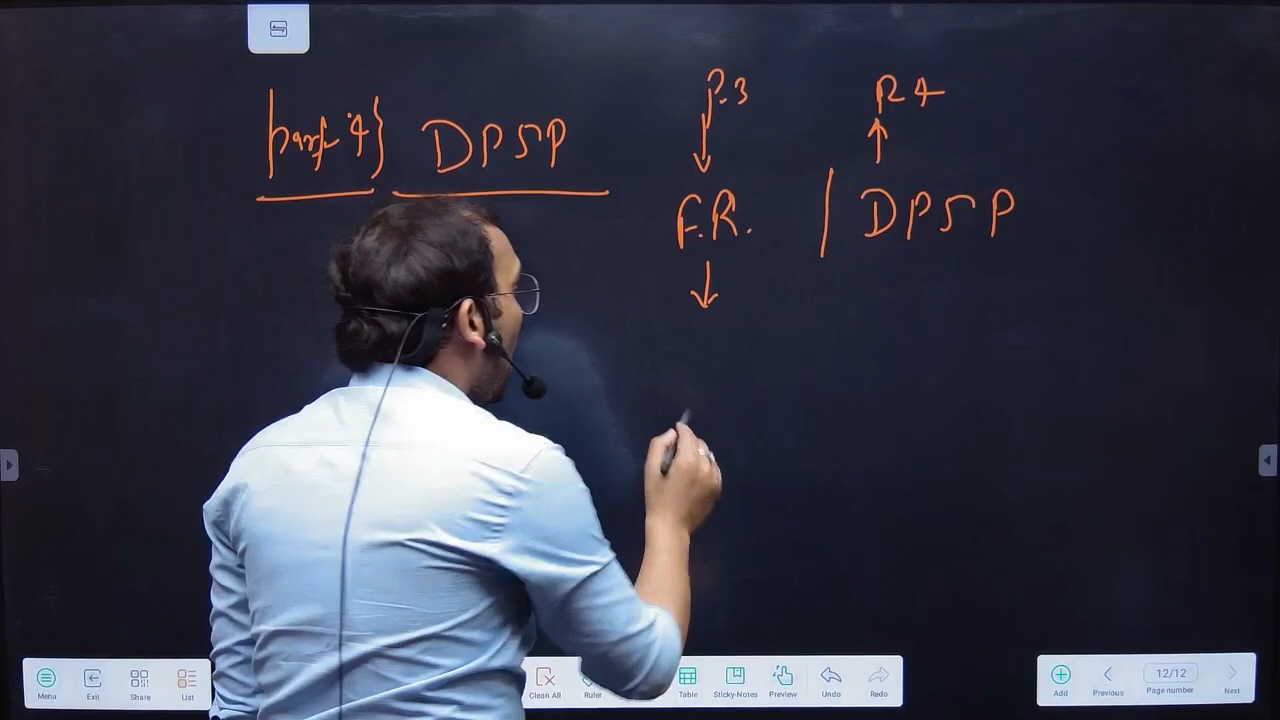 Part 4} DPSP
P.3
P 4
F.R. | DPSP
Menu
Exit
Share
List
Clean All
Ruler
Table
Sticky-Notes
Preview
Undo
Redo
Add
Previous
12/12
Page number
Next